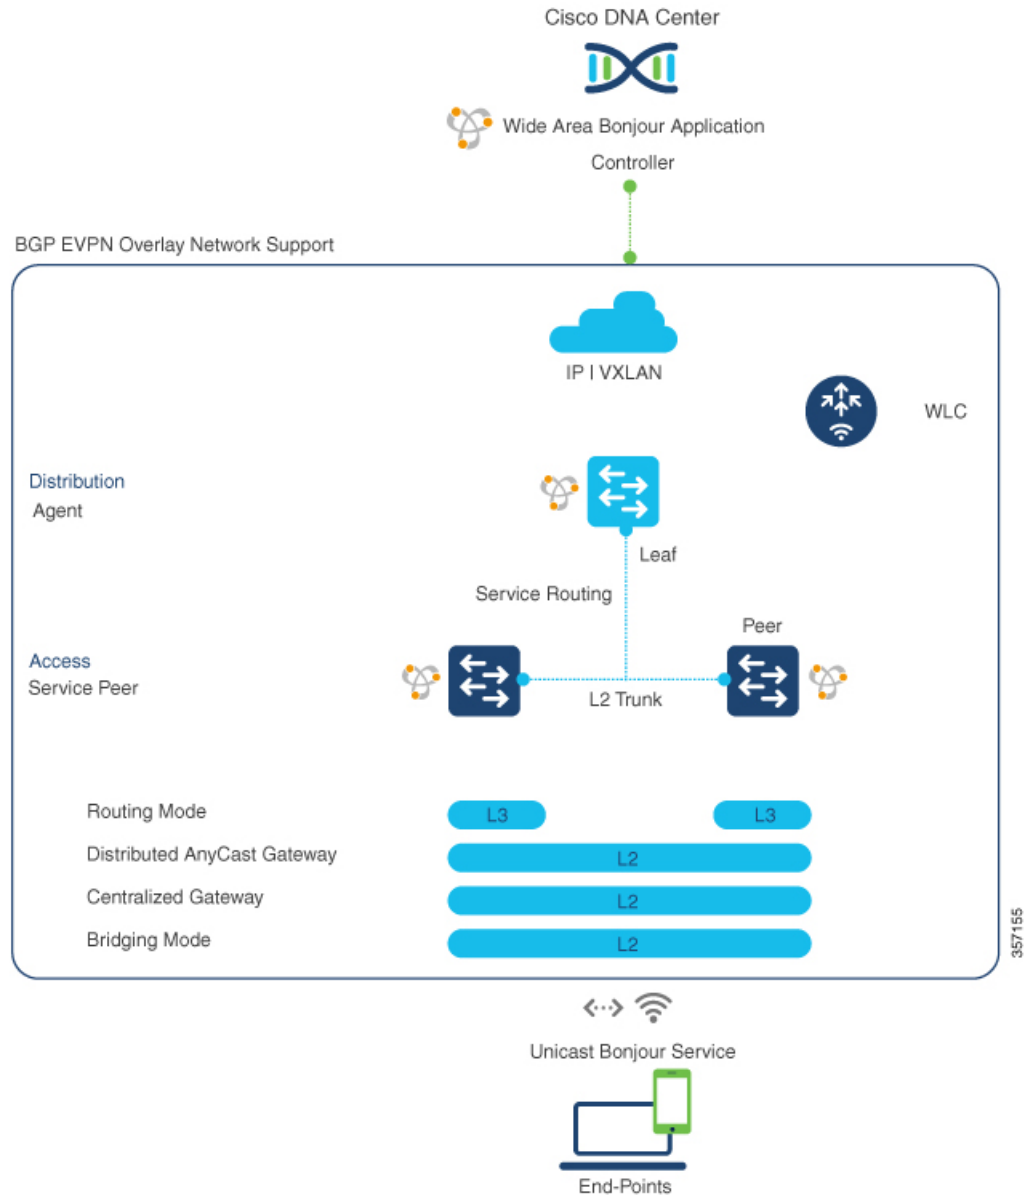 Cisco DNA Center
Wide Area Bonjour Application
Controller
BGP EVPN Overlay Network Support
IP | VXLAN
WLC
Distribution
Agent
Leaf
Service Routing
Peer
Access
Service Peer
L2 Trunk
Routing Mode
L3
L3
Distributed AnyCast Gateway
L2
Centralized Gateway
L2
Bridging Mode
L2
357155
Unicast Bonjour Service
End-Points